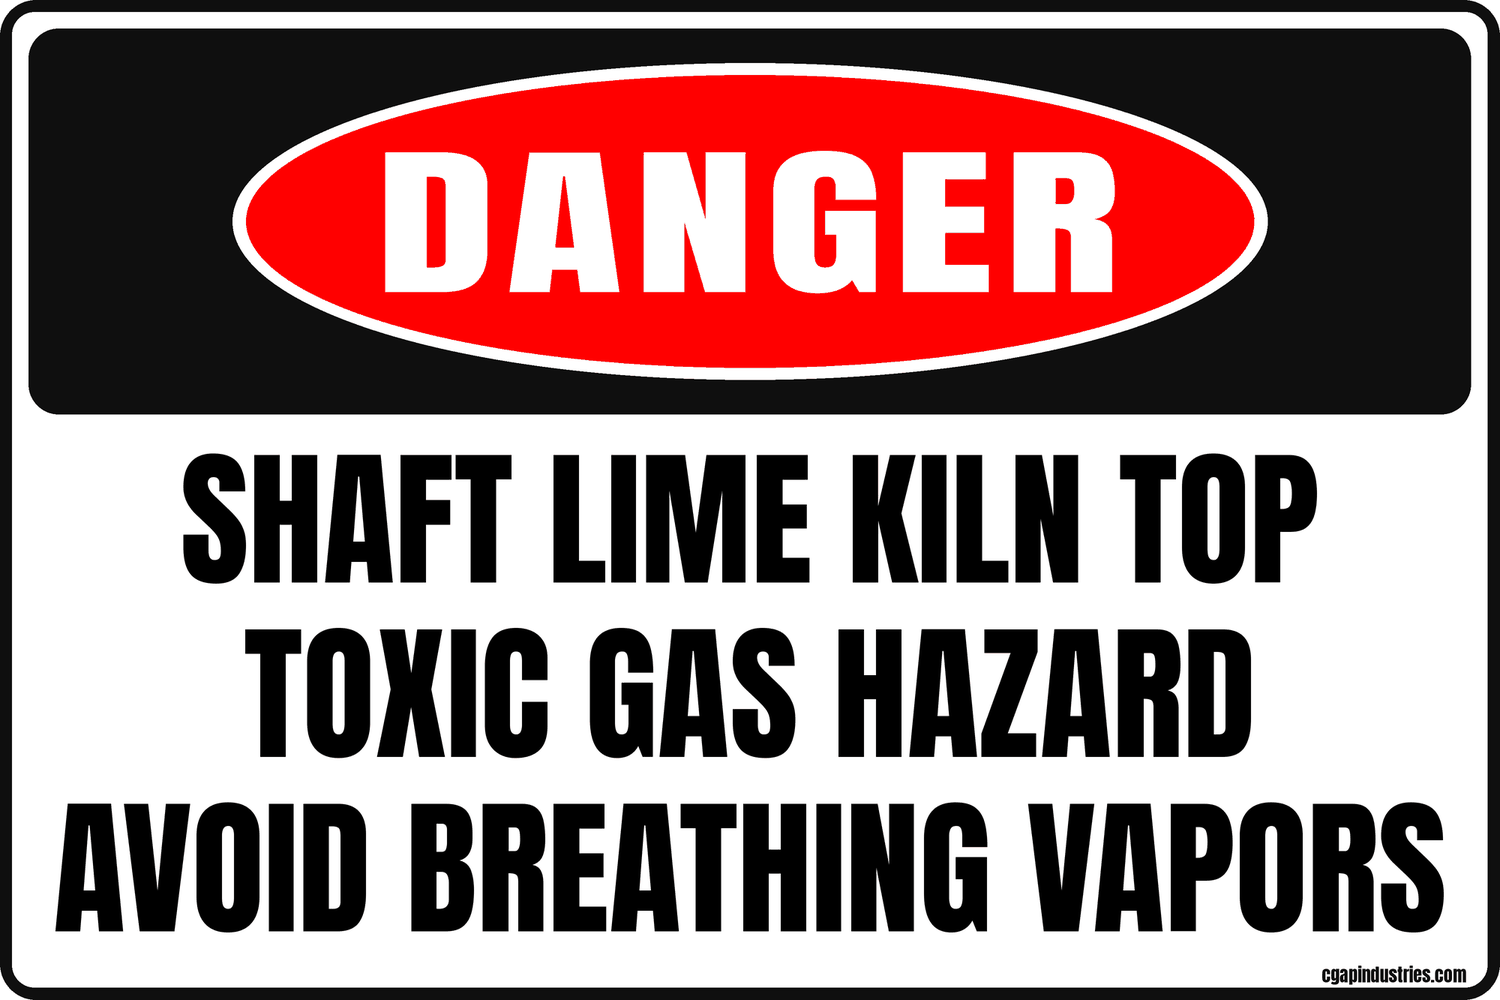 DANGER
SHAFT LIME KILN TOP
TOXIC GAS HAZARD
AVOID BREATHING VAPORS
cgapindustries.com